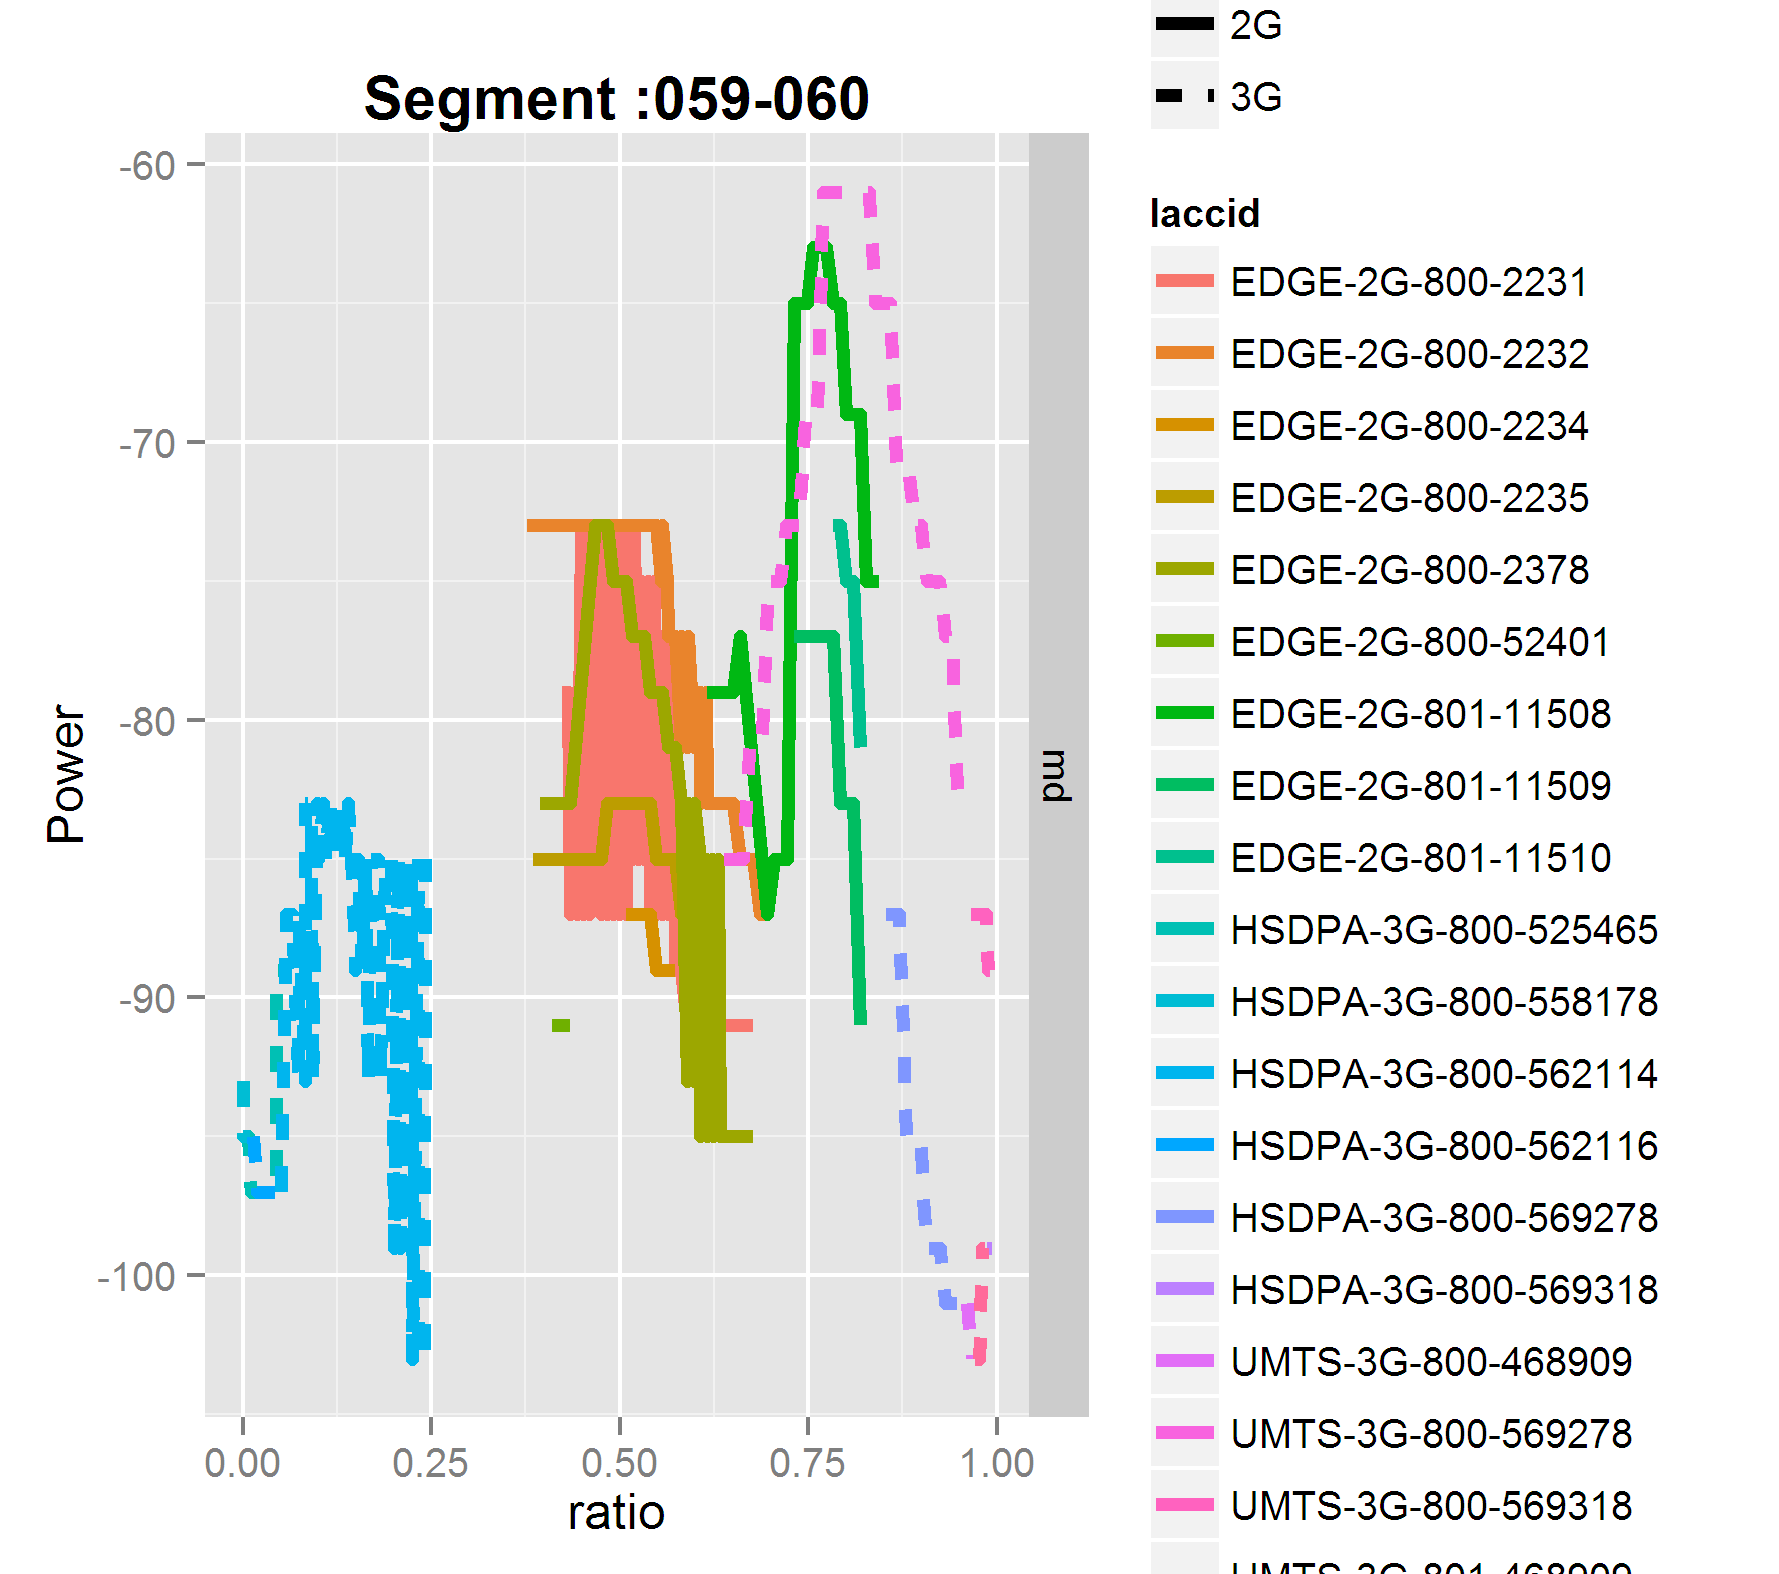 2G
3G
Segment :059-060
-60
-70
-80
-90
-100
Power
md
0.00 0.25 0.50 0.75 1.00
ratio
laccid
EDGE-2G-800-2231
EDGE-2G-800-2232
EDGE-2G-800-2234
EDGE-2G-800-2235
EDGE-2G-800-2378
EDGE-2G-800-52401
EDGE-2G-801-11508
EDGE-2G-801-11509
EDGE-2G-801-11510
HSDPA-3G-800-525465
HSDPA-3G-800-558178
HSDPA-3G-800-562114
HSDPA-3G-800-562116
HSDPA-3G-800-569278
HSDPA-3G-800-569318
UMTS-3G-800-468909
UMTS-3G-800-569278
UMTS-3G-800-569318
UMTS-3G-801-468909